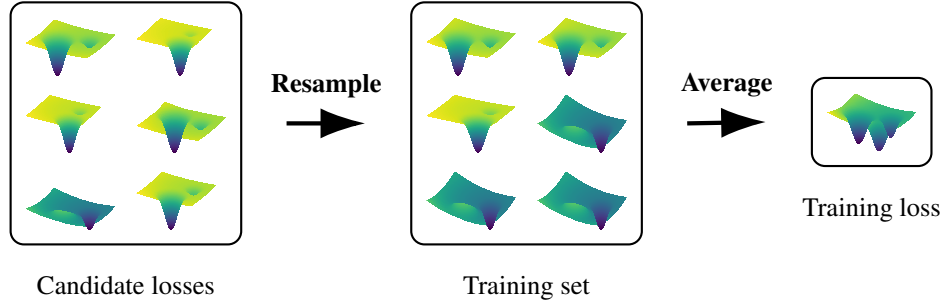 Resample
Average
Training loss
Candidate losses
Training set